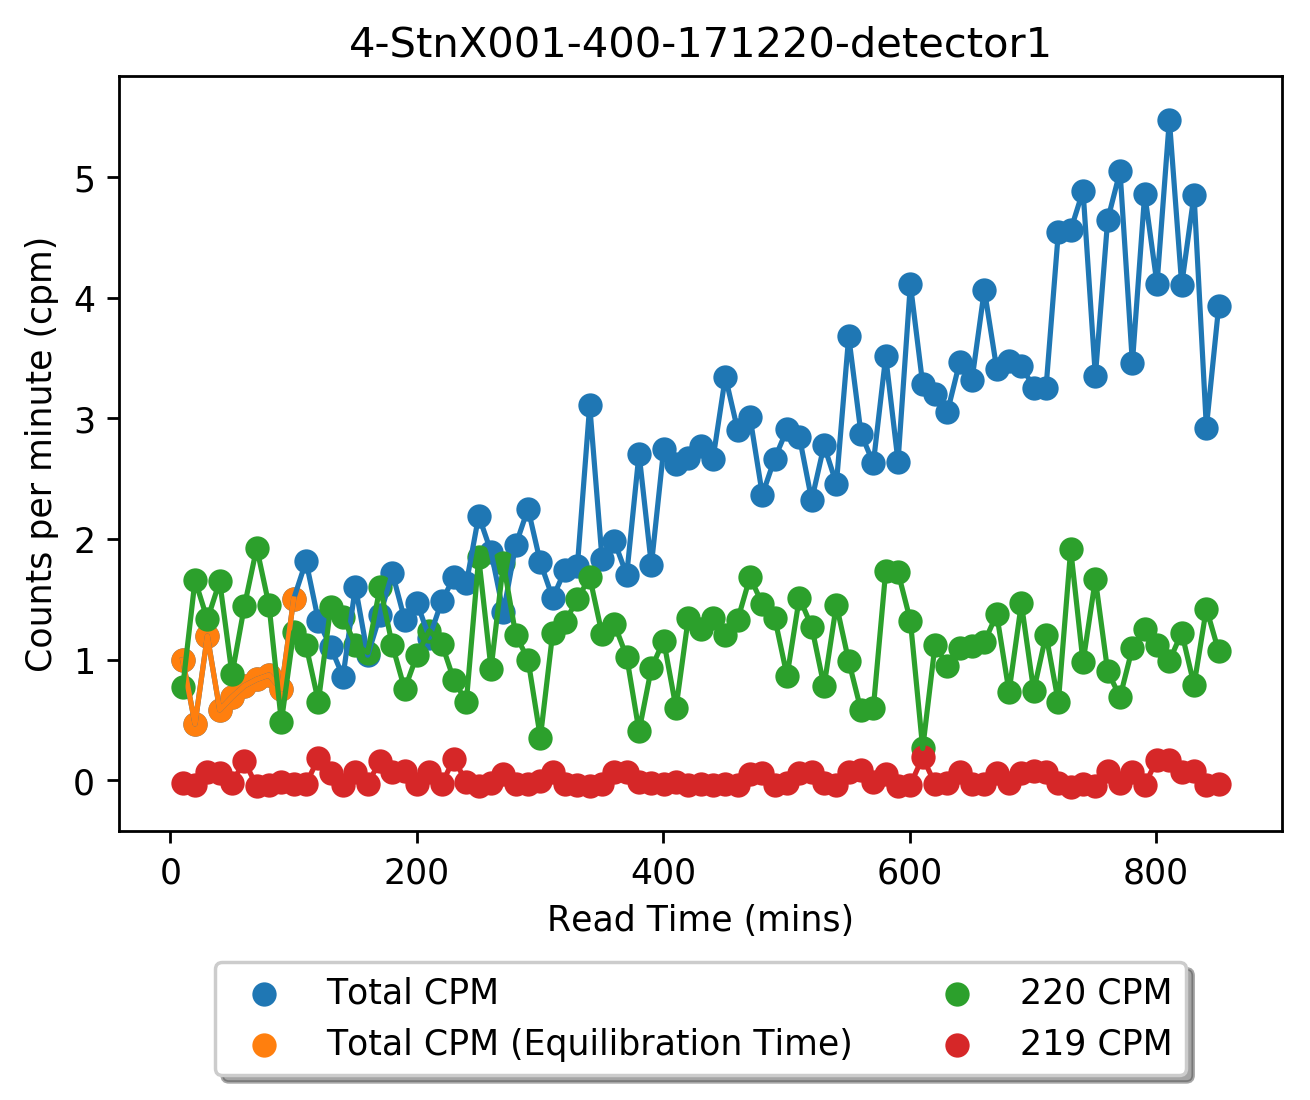 4-StnX001-400-171220-detector1
5
4
3
2
1
0
Counts per minute (cpm)
0 200 400 600 800
Read Time (mins)
Total CPM 220 CPM
Total CPM (Equilibration Time) 219 CPM